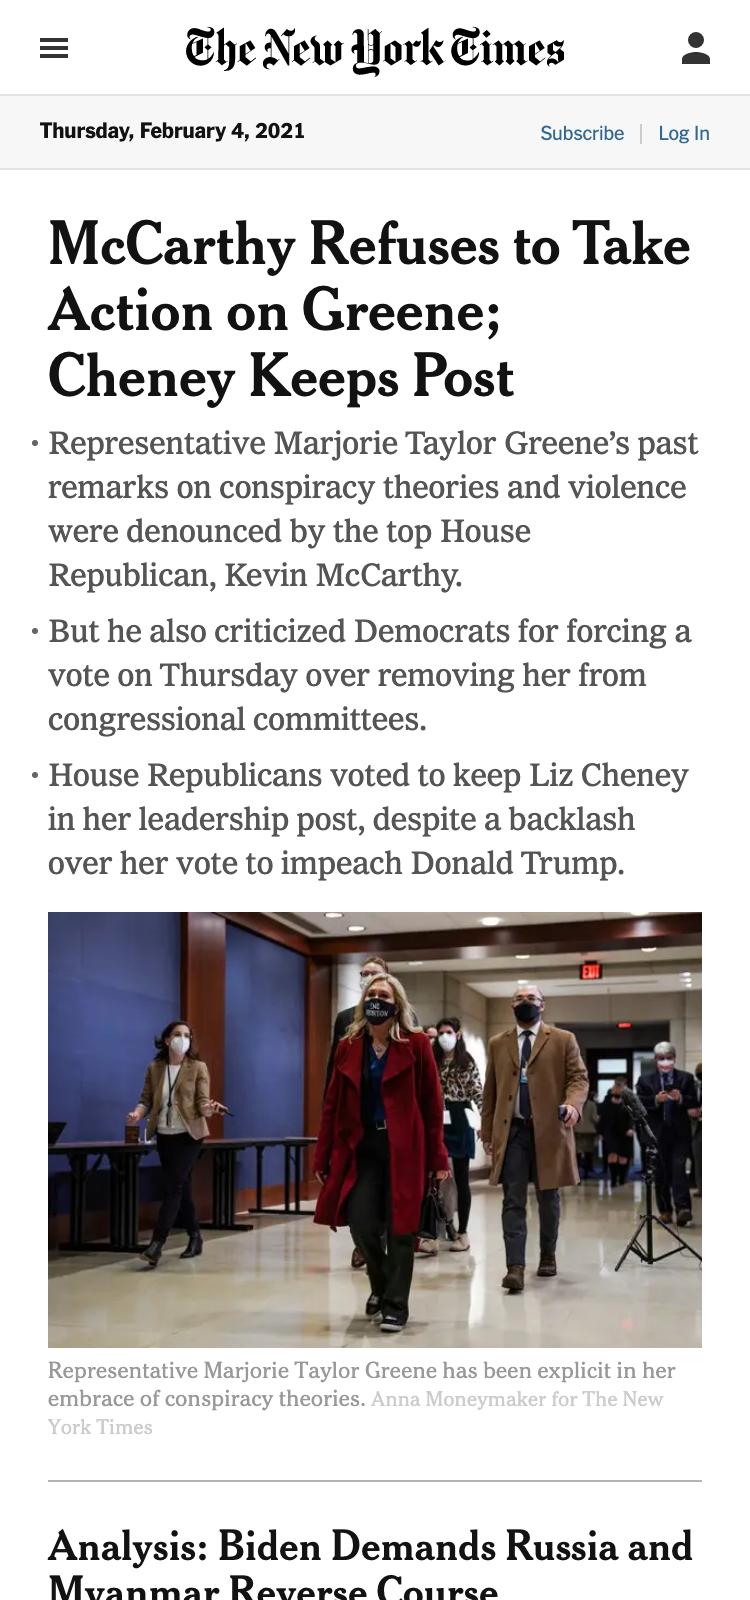 The New York Times
Thursday, February 4, 2021
Subscribe | Log In
McCarthy Refuses to Take
Action on Greene;
Cheney Keeps Post
• Representative Marjorie Taylor Greene’s past
remarks on conspiracy theories and violence
were denounced by the top House
Republican, Kevin McCarthy.
• But he also criticized Democrats for forcing a
vote on Thursday over removing her from
congressional committees.
• House Republicans voted to keep Liz Cheney
in her leadership post, despite a backlash
over her vote to impeach Donald Trump.
EXIT
Representative Marjorie Taylor Greene has been explicit in her
embrace of conspiracy theories. Anna Moneymaker for The New
York Times
Analysis: Biden Demands Russia and
Myanmar Reverse Course